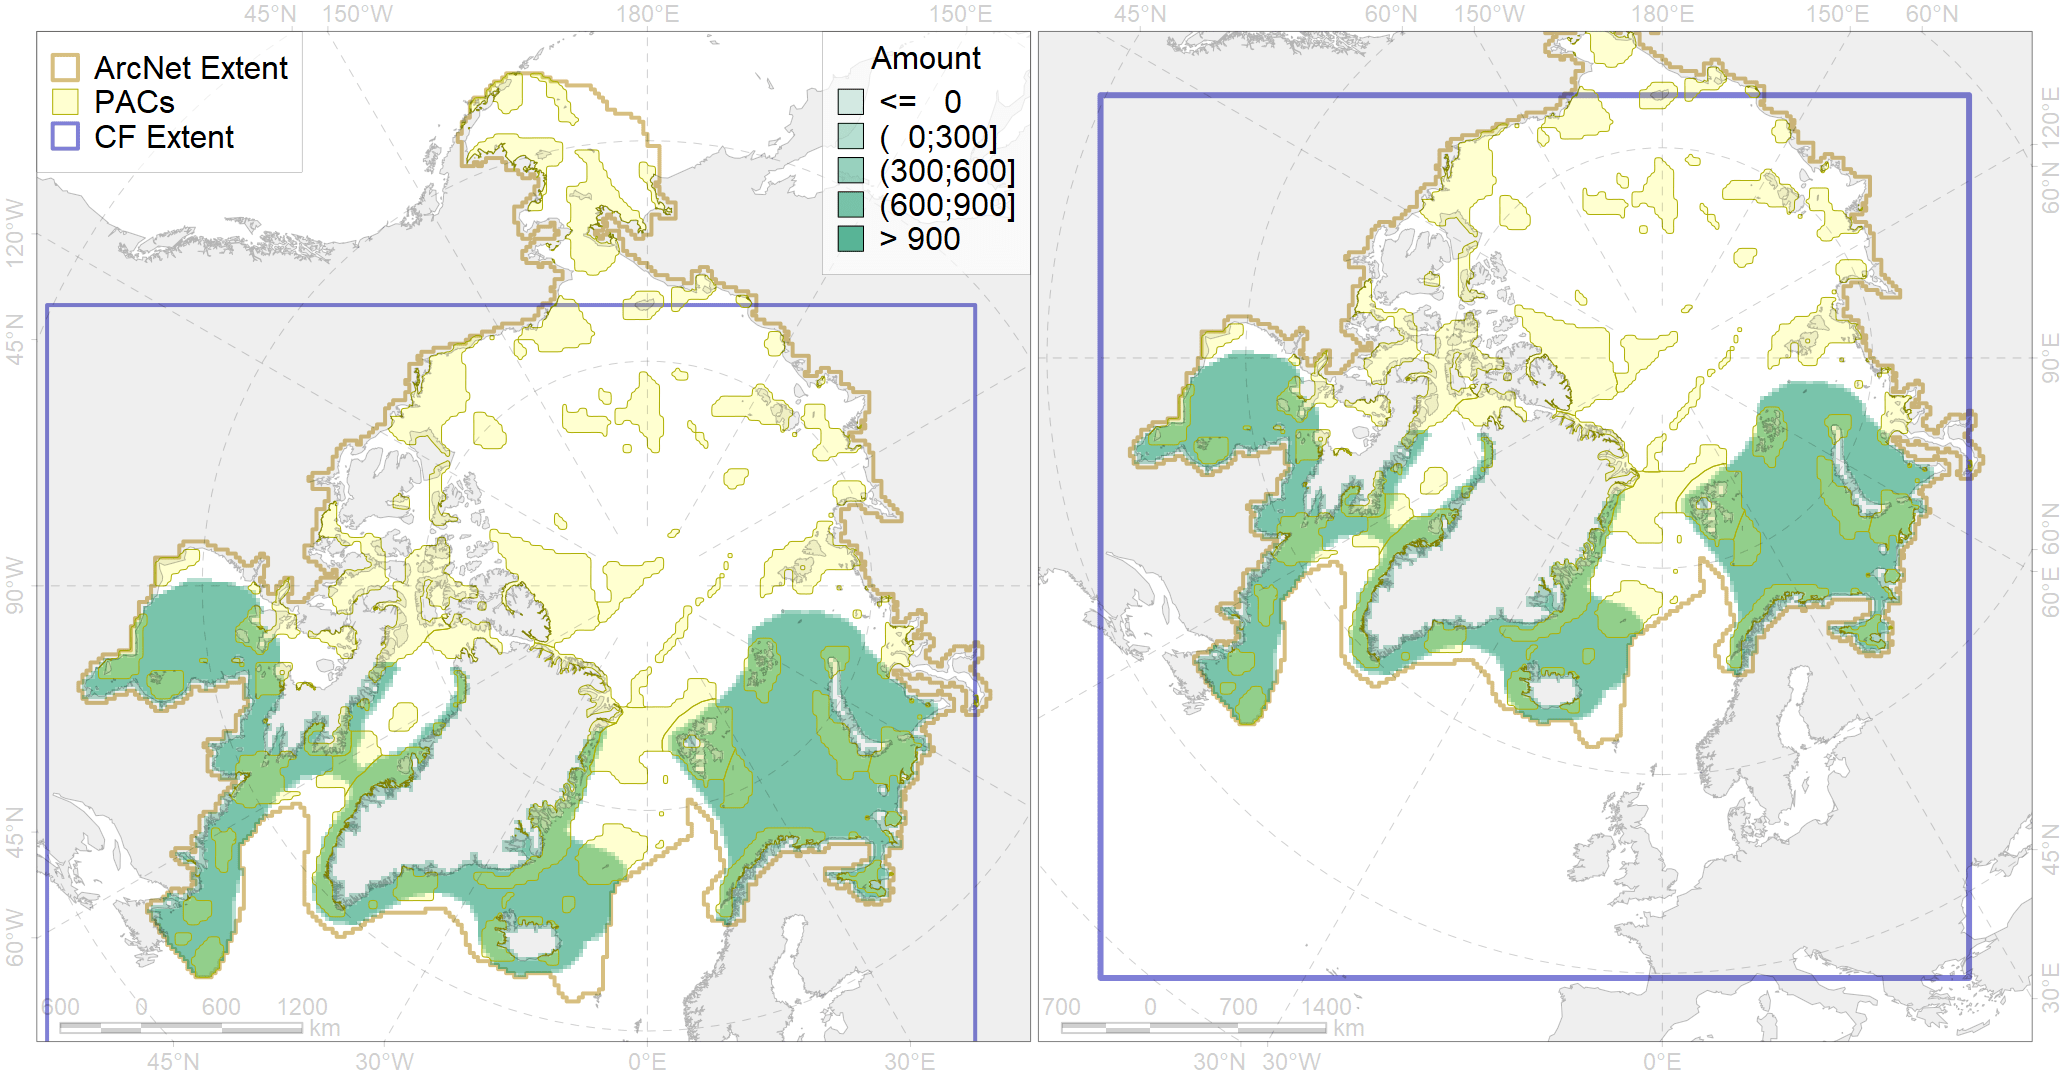 45°N 150°W 180°E 150°E 45°N 60°N 150°W 180°E 150°E 60°N
ArcNet Extent
PACs
CF Extent
Amount
<= 0
( 0;300]
(300;600]
(600;900]
> 900
120°W
45°N
90°W
45°N
60°W
120°E
60°N
90°E
60°N
60°E
45°N
30°E
600 0 600 1200
km
700 0 700 1400
km
45°N 30°W 0°E 30°E 30°N 30°W 0°E